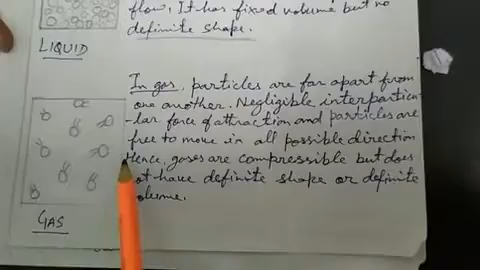 flow. It has fixed volume but no
definite shape.
LIQUID
In gas, particles are far apart from
one another. Negligible interparticu-
-lar force of attraction and particles are
free to move in all possible direction
Hence, gases are compressible but does
not have definite shape or definite
volume.
GAS